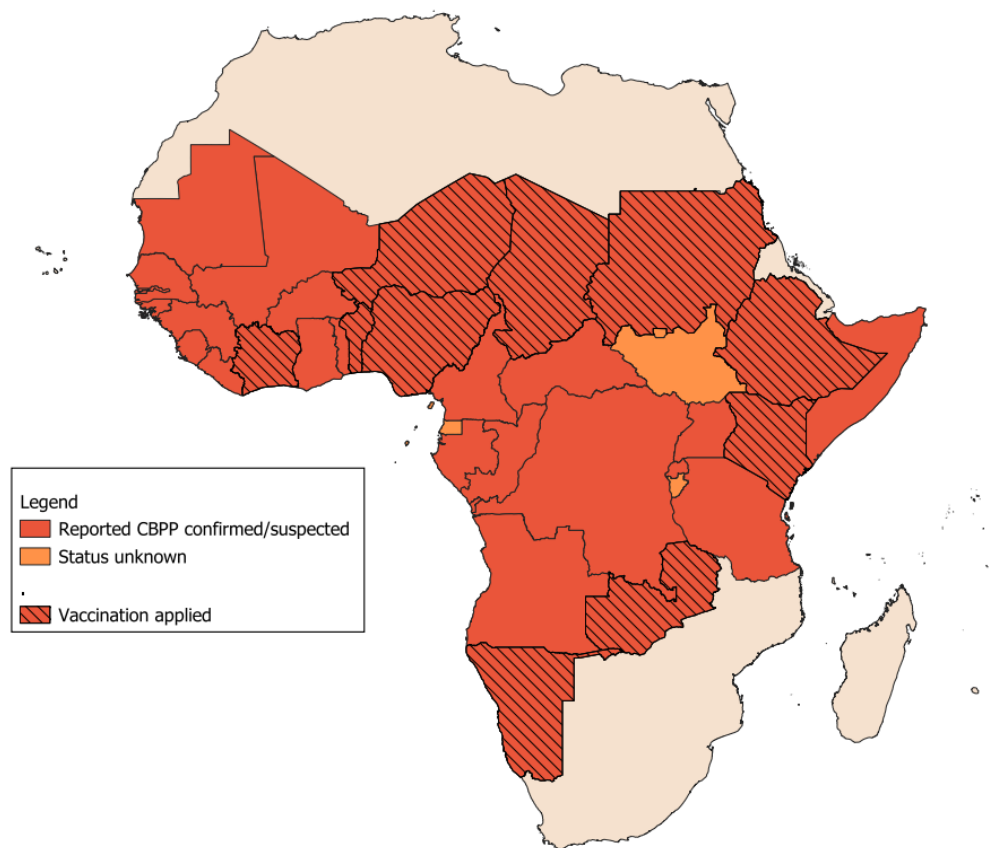 Legend
Reported CBPP confirmed/suspected
Status unknown
.
Vaccination applied